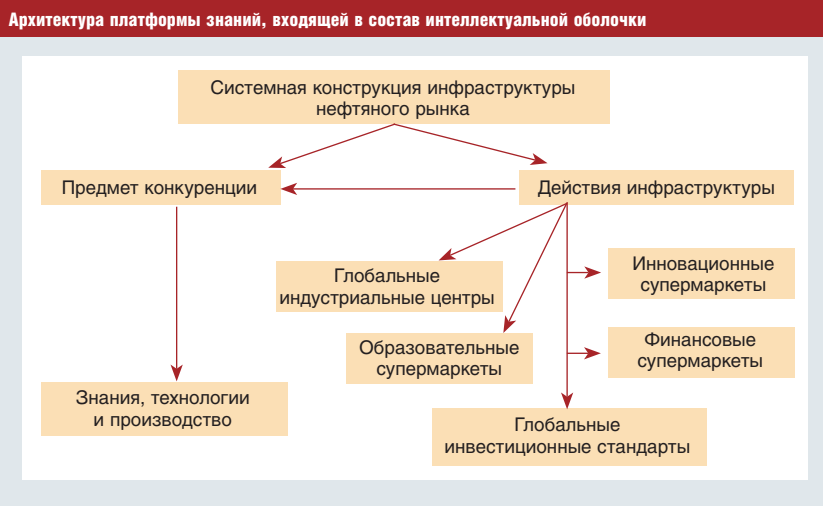 Архитектура платформы знаний, входящей в состав интеллектуальной оболочки
Системная конструкция инфраструктуры
нефтяного рынка
Предмет конкуренции
Действия инфраструктуры
Глобальные
индустриальные центры
Инновационные
супермаркеты
Образовательные
супермаркеты
Финансовые
супермаркеты
Знания, технологии
и производство
Глобальные
инвестиционные стандарты